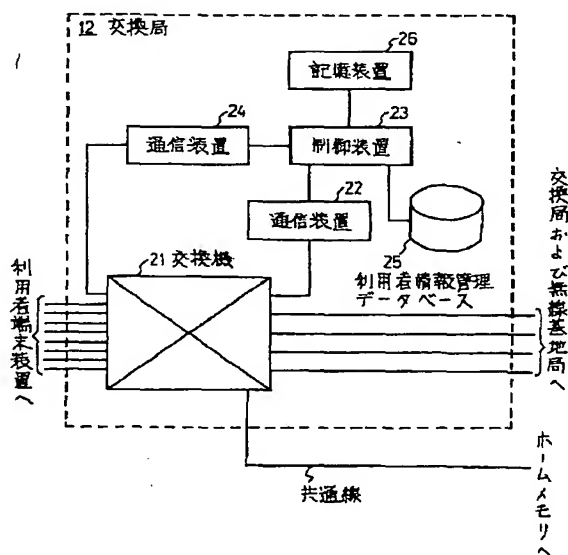 12 交換局
26
記憶装置
24
通信装置
23
制御装置
22
通信装置
25
利用者情報管理
データベース
21 交換機
利用者端末装置へ
交換局および無線基地局へ
共通線
ホームメモリへ